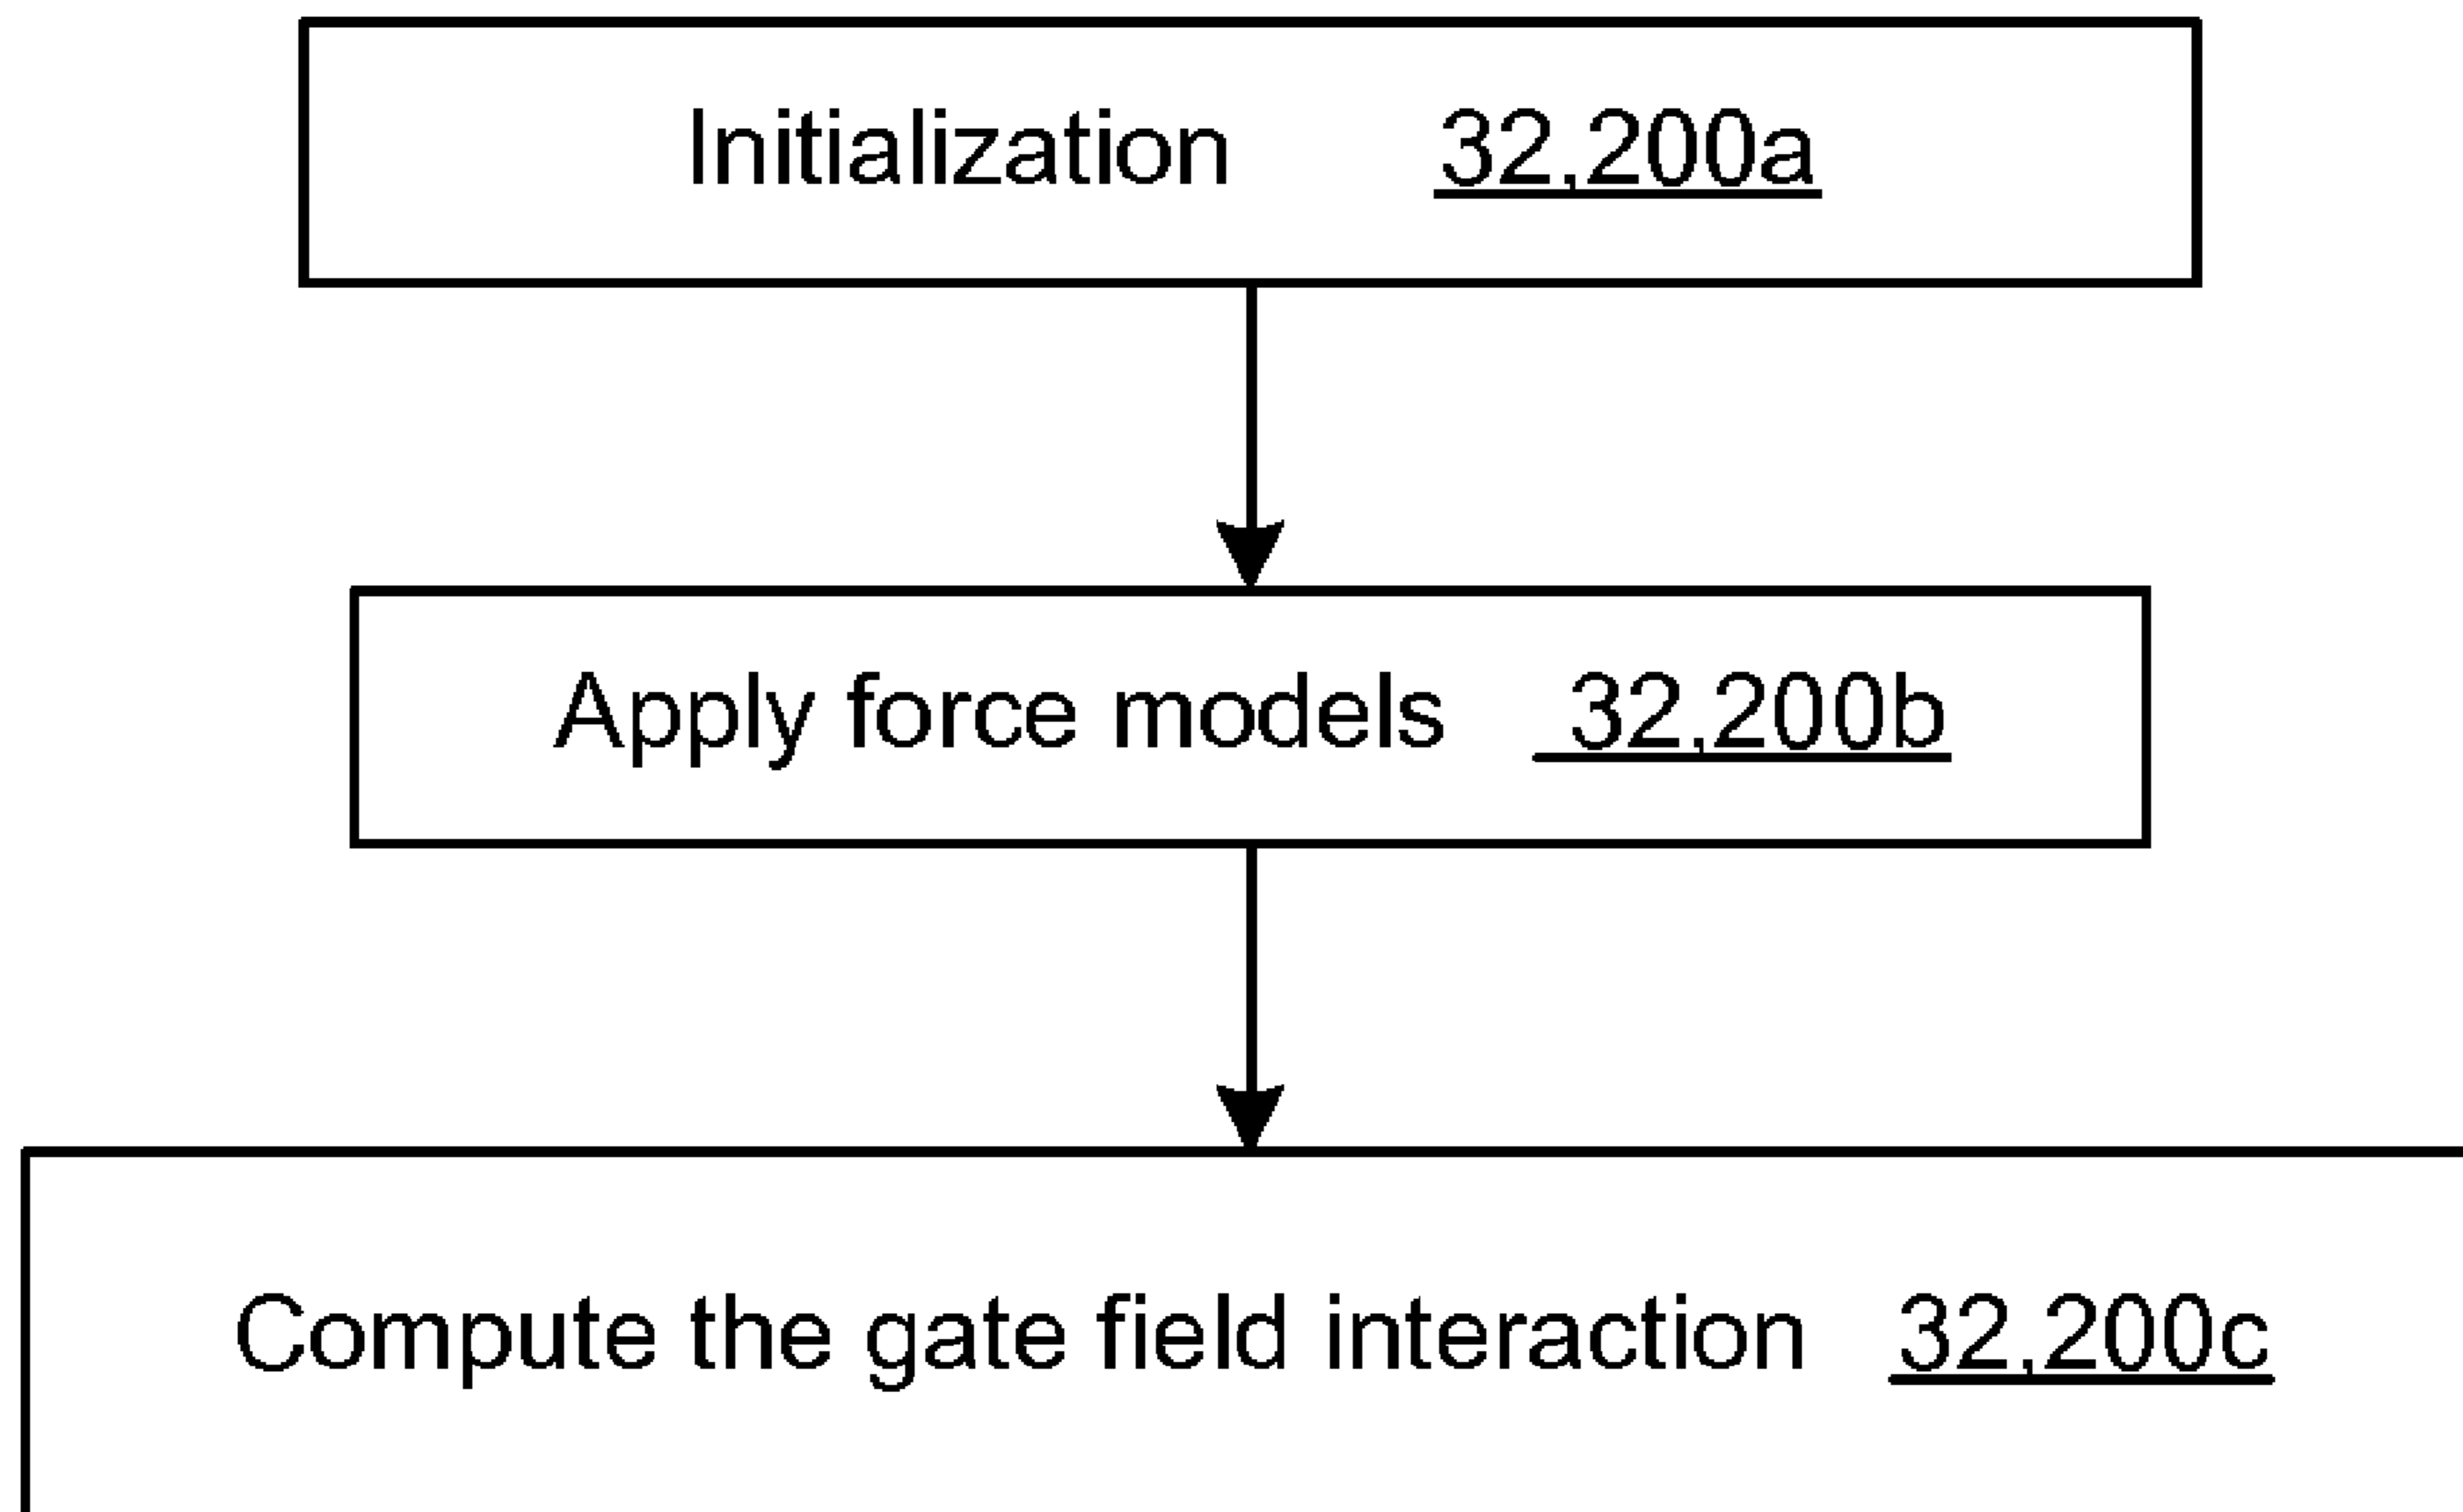 Initialization 32,200a
Apply force models 32,200b
Compute the gate field interaction 32,200c